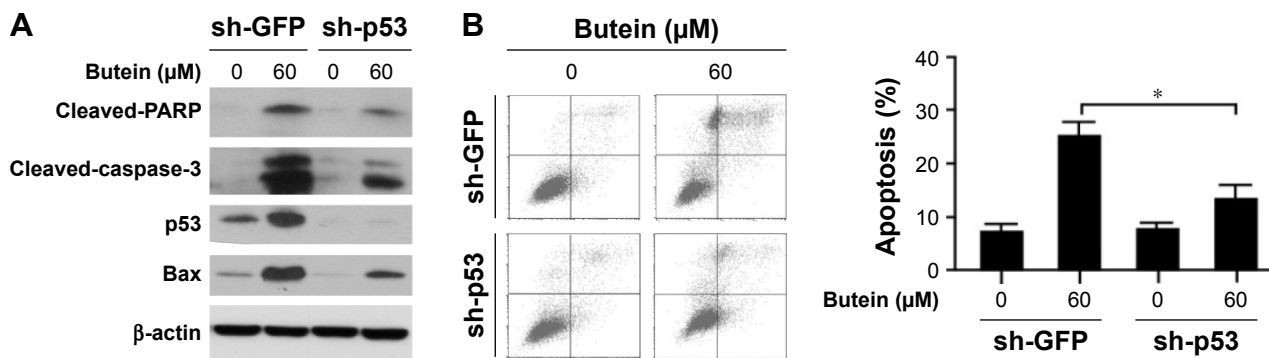 A
sh-GFP sh-p53
Butein (μM) 0 60 0 60
Cleaved-PARP
Cleaved-caspase-3
p53
Bax
β-actin
B
Butein (μM)
0 60
sh-GFP
sh-p53
Apoptosis (%)
40
30
20
10
0
*
Butein (μM) 0 60 0 60
sh-GFP sh-p53